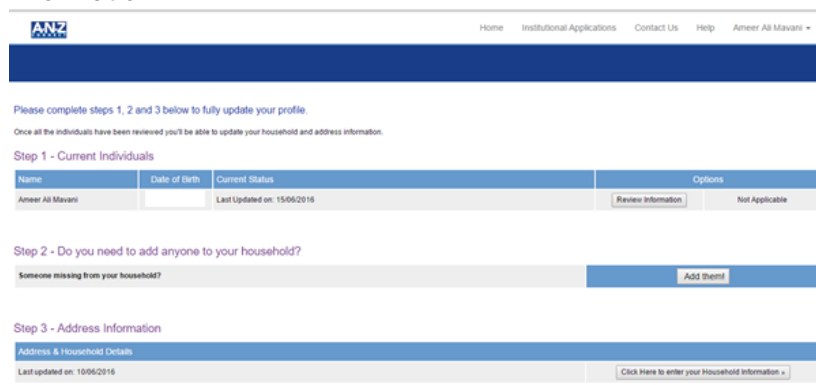 ANZ
Home Institutional Applications Contact Us Help Ameer Ali Mavani
Please complete steps 1, 2 and 3 below to fully update your profile.
Once all the individuals have been reviewed you'll be able to update your household and address information.
Step 1 - Current Individuals
Name Date of Birth Current Status Options
Ameer Ali Mavani Last Updated on: 15/06/2016 Review Information Not Applicable
Step 2 - Do you need to add anyone to your household?
Someone missing from your household? Add them!
Step 3 - Address Information
Address & Household Details
Last updated on: 10/06/2016 Click Here to enter your Household Information »